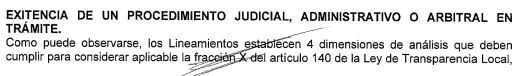 EXITENCIA DE UN PROCEDIMIENTO JUDICIAL, ADMINISTRATIVO O ARBITRAL EN
TRÁMITE.
Como puede observarse, los Lineamientos establecen 4 dimensiones de análisis que deben
cumplir para considerar aplicable la fracción X del artículo 140 de la Ley de Transparencia Local,